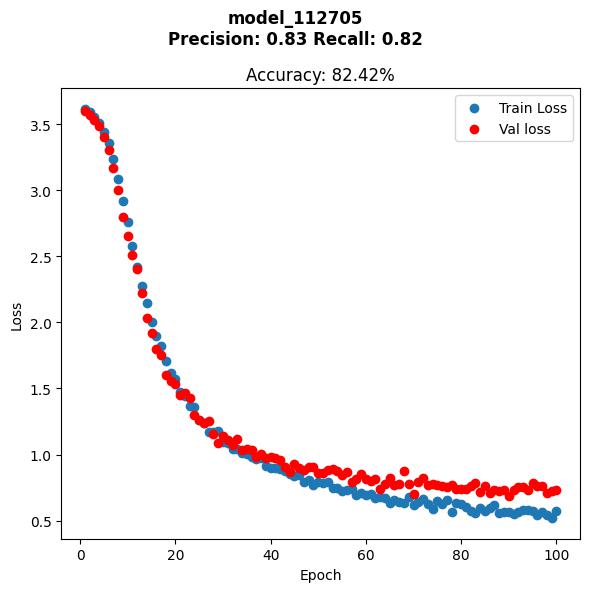 model_112705
Precision: 0.83 Recall: 0.82
Accuracy: 82.42%
Train Loss
Val loss
Loss
3.5
3.0
2.5
2.0
1.5
1.0
0.5
0 20 40 60 80 100
Epoch